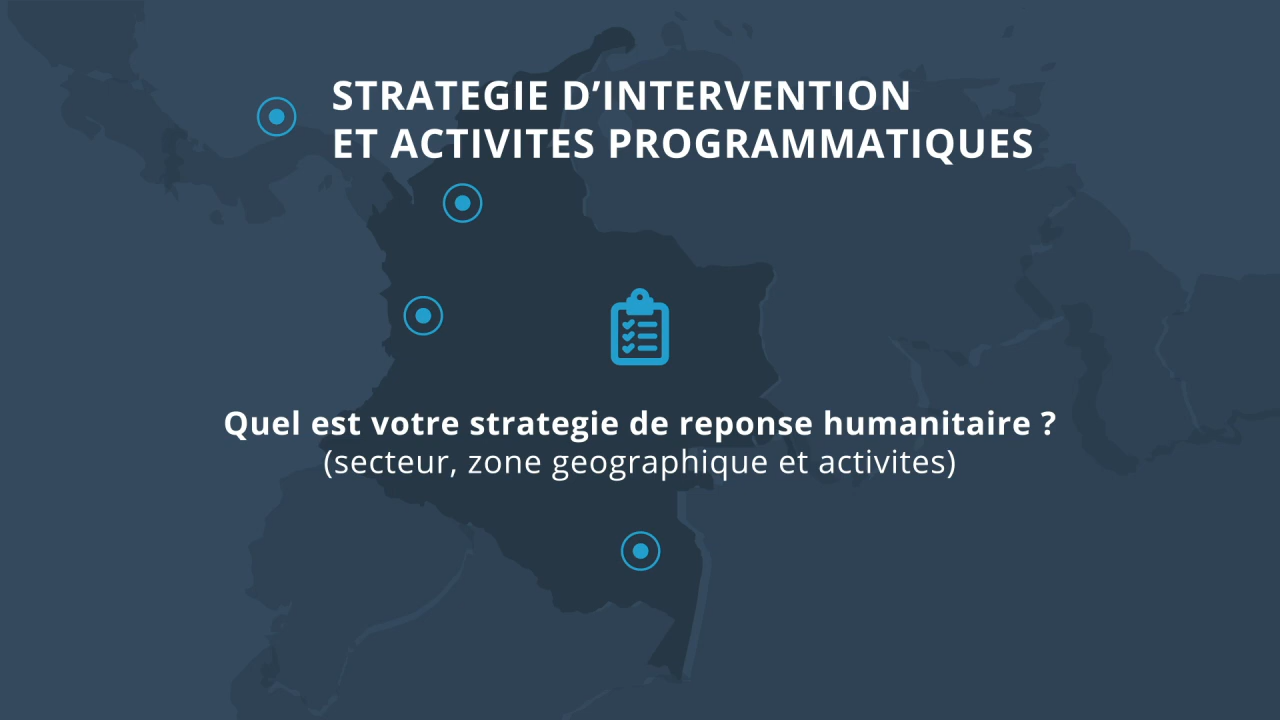 STRATEGIE D’INTERVENTION
ET ACTIVITES PROGRAMMATIQUES
Quel est votre strategie de reponse humanitaire ?
(secteur, zone geographique et activites)